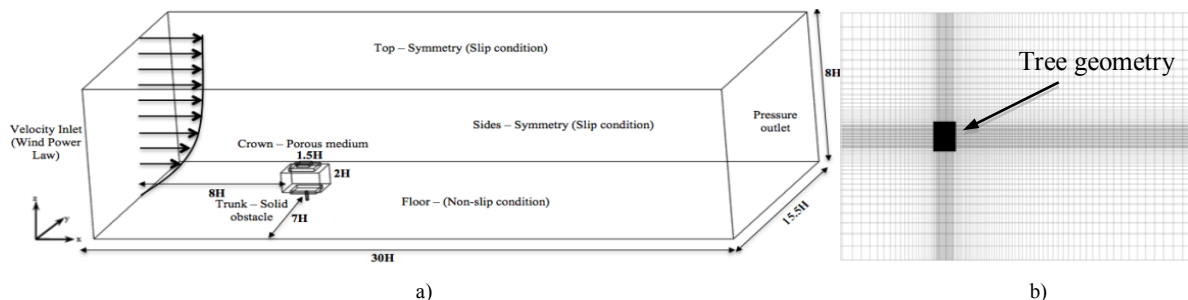 Top – Symmetry (Slip condition)
8H
Velocity Inlet
(Wind Power
Law)
Sides – Symmetry (Slip condition)
Pressure
outlet
Crown – Porous medium
1.5H
2H
8H
Trunk – Solid
obstacle
7H
Floor – (Non-slip condition)
15.5H
30H
z
y
x
a)
Tree geometry
b)